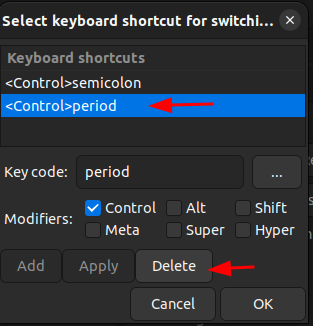 Select keyboard shortcut for switchi...
Keyboard shortcuts
<Control>semicolon
<Control>period
Key code: period ...
Modifiers: Control Alt Shift
Meta Super Hyper
Add Apply Delete
Cancel OK